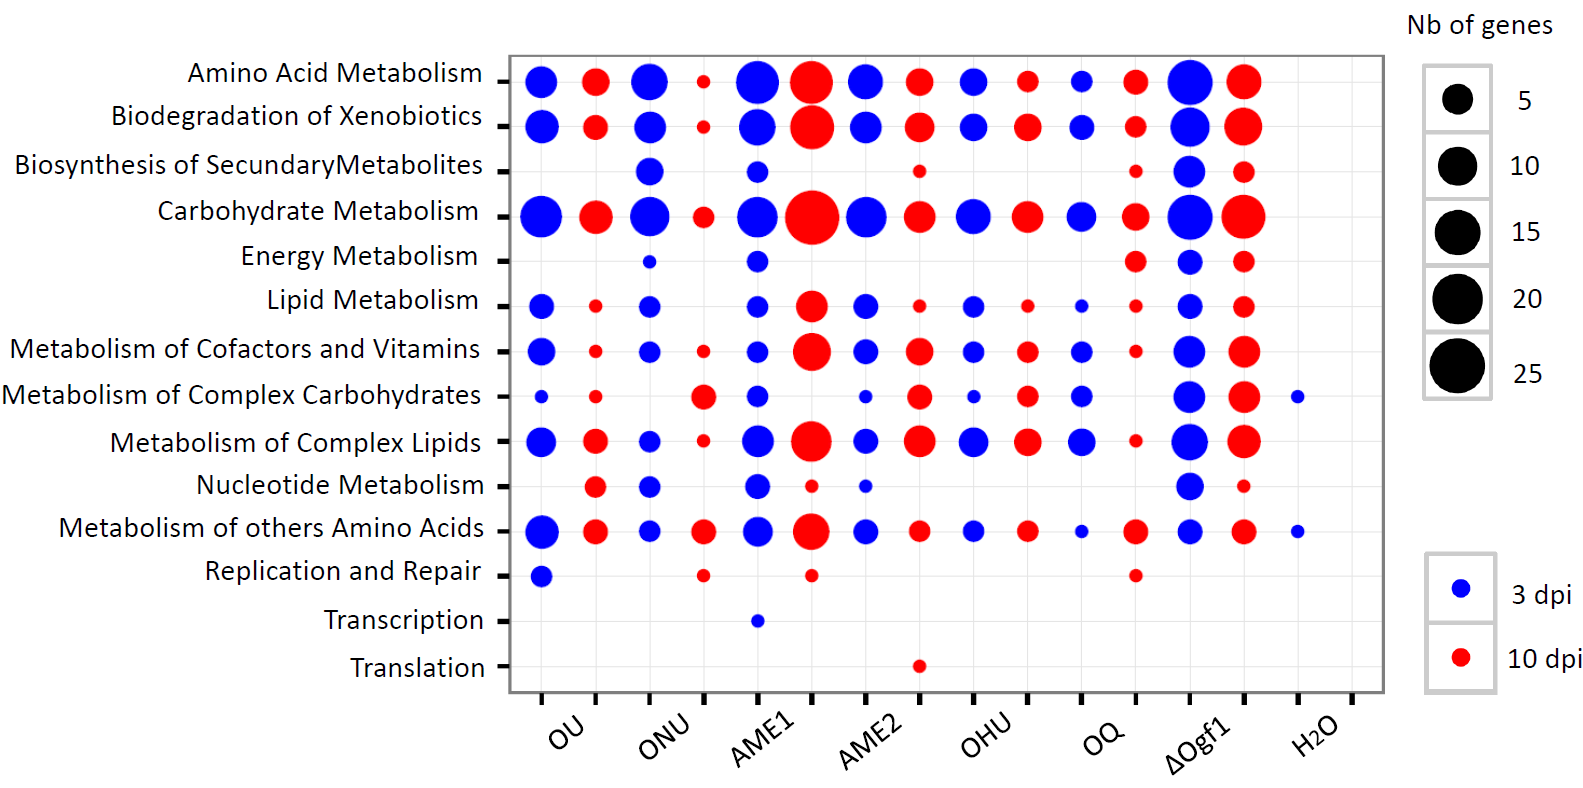 Nb of genes
Amino Acid Metabolism
Biodegradation of Xenobiotics
Biosynthesis of SecundaryMetabolites
Carbohydrate Metabolism
Energy Metabolism
Lipid Metabolism
Metabolism of Cofactors and Vitamins
Metabolism of Complex Carbohydrates
Metabolism of Complex Lipids
Nucleotide Metabolism
Metabolism of others Amino Acids
Replication and Repair
Transcription
Translation
5
10
15
20
25
3 dpi
10 dpi
OU
ONU
AME1
AME2
OHU
OQ
ΔOgf1
H2O